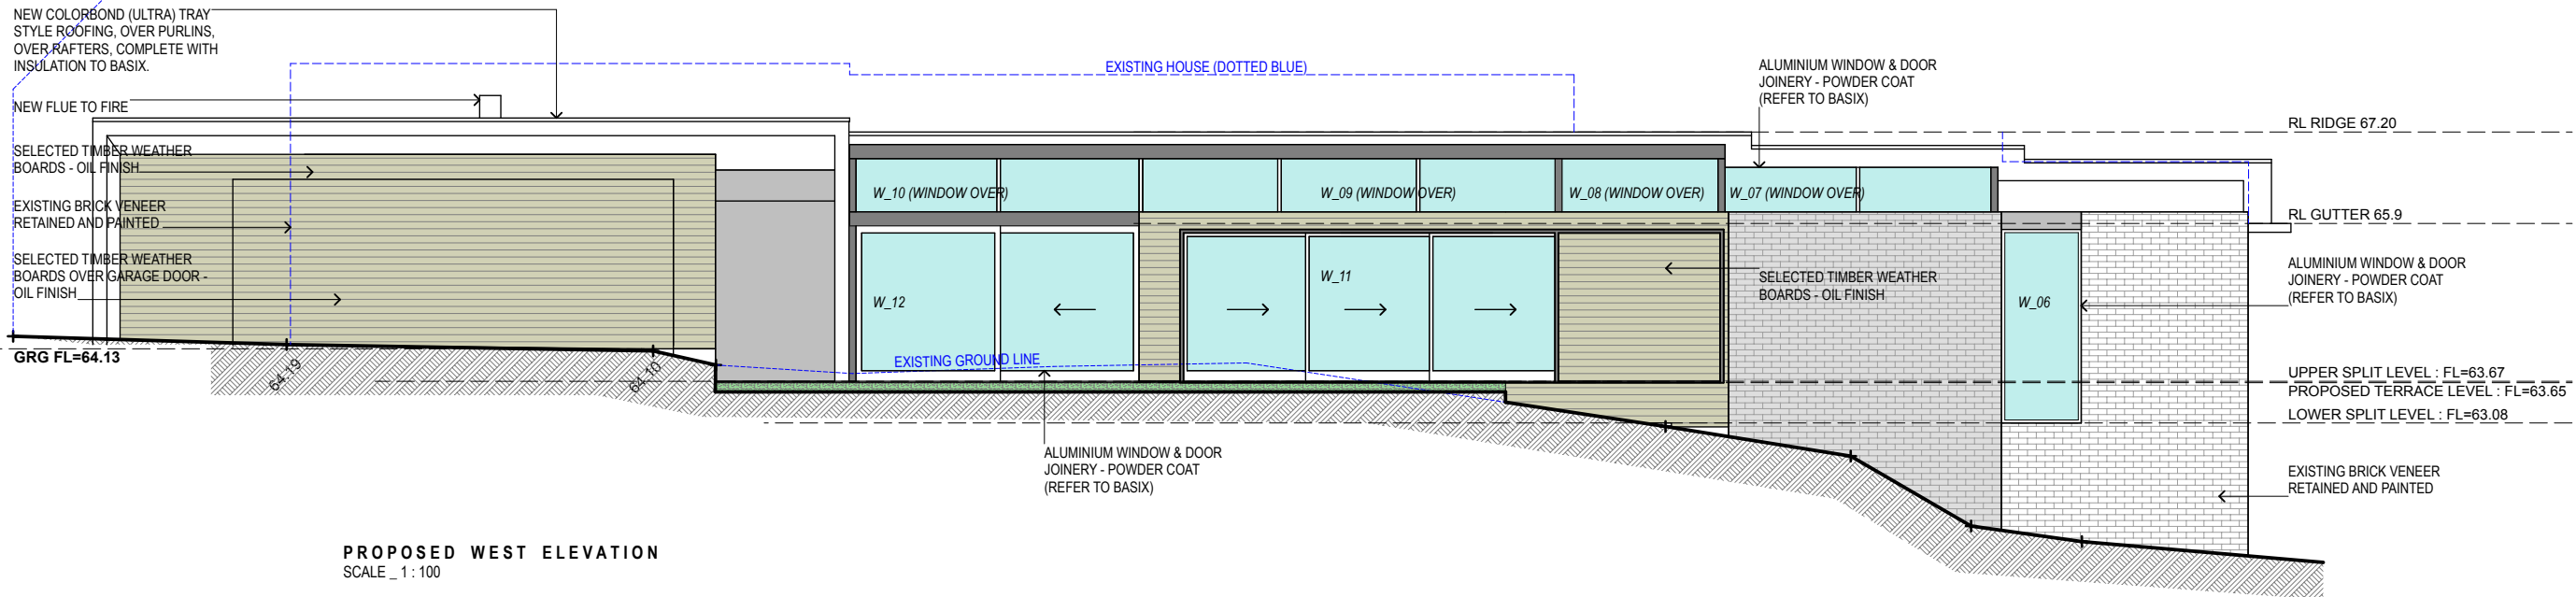 NEW COLORBOND (ULTRA) TRAY
STYLE ROOFING, OVER PURLINS,
OVER RAFTERS, COMPLETE WITH
INSULATION TO BASIX.
NEW FLUE TO FIRE
SELECTED TIMBER WEATHER
BOARDS - OIL FINISH
EXISTING BRICK VENEER
RETAINED AND PAINTED
SELECTED TIMBER WEATHER
BOARDS OVER GARAGE DOOR -
OIL FINISH
GRG FL=64.13
64.19
64.10
EXISTING HOUSE (DOTTED BLUE)
ALUMINIUM WINDOW & DOOR
JOINERY - POWDER COAT
(REFER TO BASIX)
W_10 (WINDOW OVER)
W_09 (WINDOW OVER)
W_08 (WINDOW OVER)
W_07 (WINDOW OVER)
W_12
W_11
W_06
SELECTED TIMBER WEATHER
BOARDS - OIL FINISH
EXISTING GROUND LINE
ALUMINIUM WINDOW & DOOR
JOINERY - POWDER COAT
(REFER TO BASIX)
RL RIDGE 67.20
RL GUTTER 65.9
ALUMINIUM WINDOW & DOOR
JOINERY - POWDER COAT
(REFER TO BASIX)
UPPER SPLIT LEVEL : FL=63.67
PROPOSED TERRACE LEVEL : FL=63.65
LOWER SPLIT LEVEL : FL=63.08
EXISTING BRICK VENEER
RETAINED AND PAINTED
PROPOSED WEST ELEVATION
SCALE _ 1 : 100